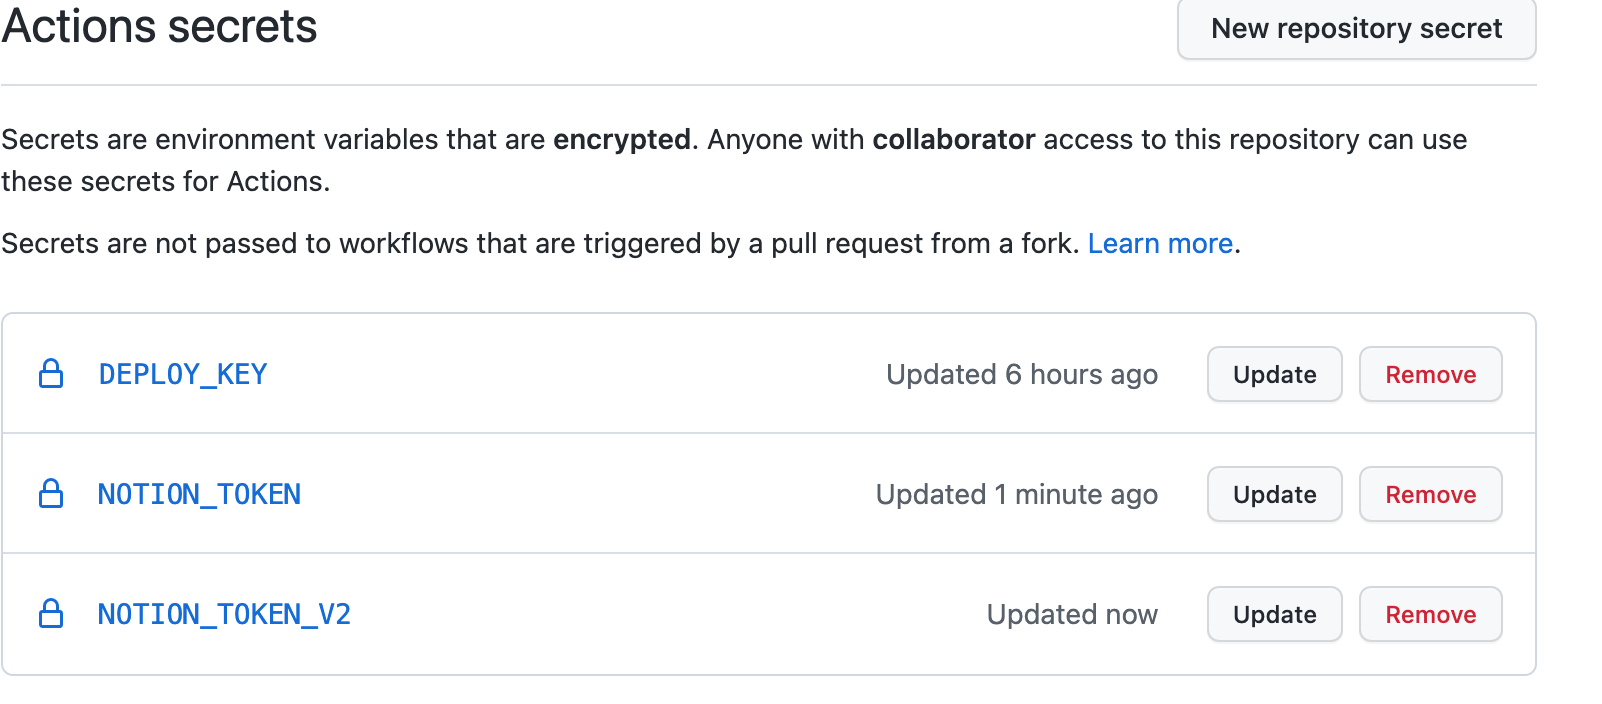 Actions secrets
New repository secret
Secrets are environment variables that are encrypted. Anyone with collaborator access to this repository can use
these secrets for Actions.
Secrets are not passed to workflows that are triggered by a pull request from a fork. Learn more.
DEPLOY_KEY Updated 6 hours ago Update Remove
NOTION_TOKEN Updated 1 minute ago Update Remove
NOTION_TOKEN_V2 Updated now Update Remove